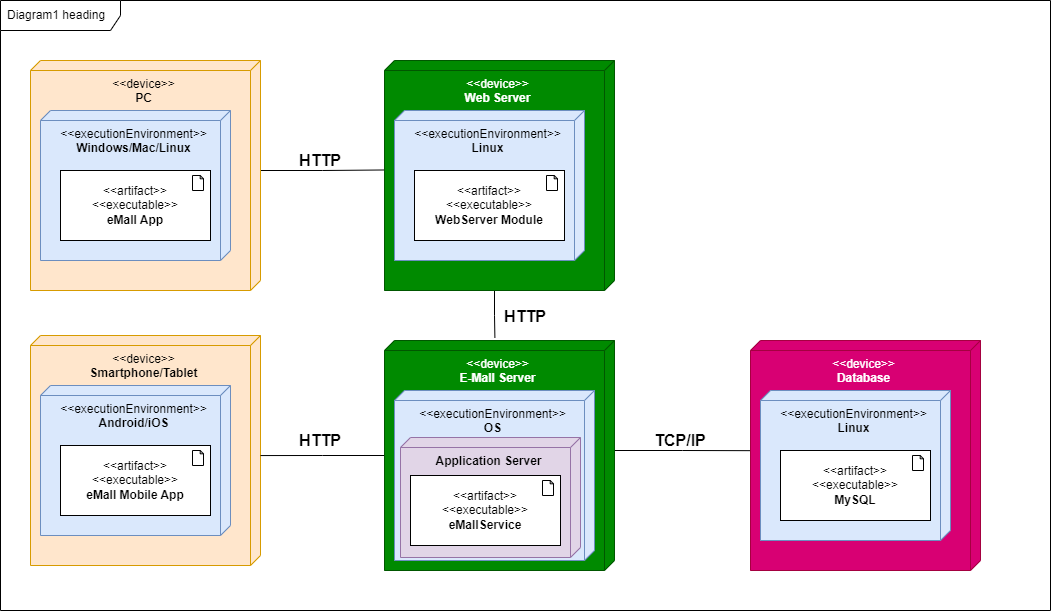 Diagram1 heading
<<device>>
PC
<<executionEnvironment>>
Windows/Mac/Linux
<<artifact>>
<<executable>>
eMall App
HTTP
<<device>>
Web Server
<<executionEnvironment>>
Linux
<<artifact>>
<<executable>>
WebServer Module
HTTP
<<device>>
Smartphone/Tablet
<<executionEnvironment>>
Android/iOS
<<artifact>>
<<executable>>
eMall Mobile App
HTTP
<<device>>
E-Mall Server
<<executionEnvironment>>
OS
Application Server
<<artifact>>
<<executable>>
eMallService
TCP/IP
<<device>>
Database
<<executionEnvironment>>
Linux
<<artifact>>
<<executable>>
MySQL